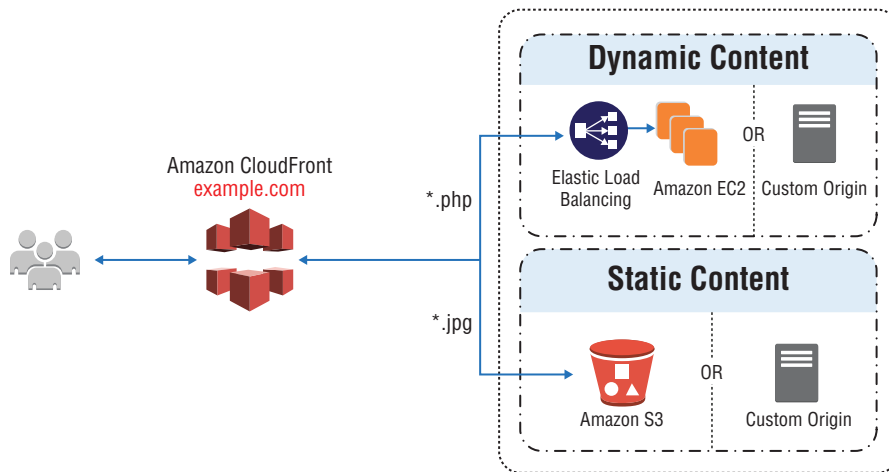 Amazon CloudFront
example.com
*.php
*.jpg
Dynamic Content
Elastic Load
Balancing
Amazon EC2
OR
Custom Origin
Static Content
Amazon S3
OR
Custom Origin